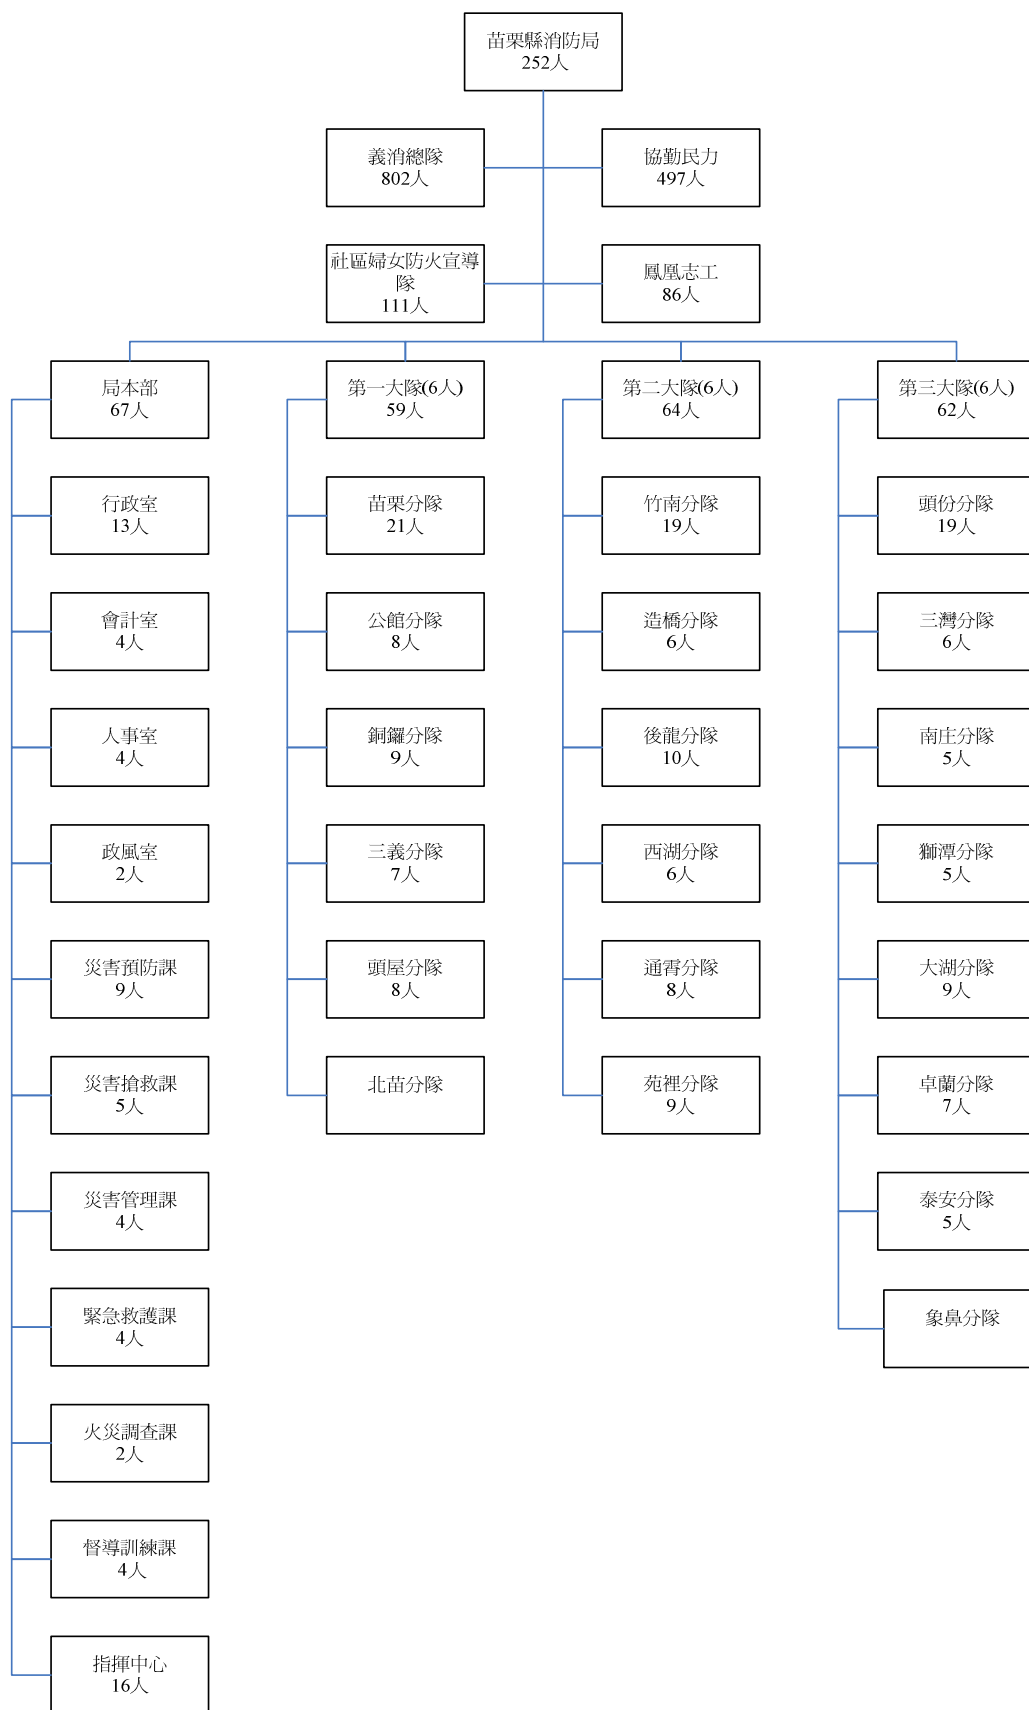 苗栗縣消防局
252人
義消總隊
802人
協勤民力
497人
社區婦女防火宣導
隊
111人
鳳凰志工
86人
局本部
67人
第一大隊(6人)
59人
第二大隊(6人)
64人
第三大隊(6人)
62人
行政室
13人
會計室
4人
人事室
4人
政風室
2人
災害預防課
9人
災害搶救課
5人
災害管理課
4人
緊急救護課
4人
火災調查課
2人
督導訓練課
4人
指揮中心
16人
苗栗分隊
21人
公館分隊
8人
銅鑼分隊
9人
三義分隊
7人
頭屋分隊
8人
北苗分隊
竹南分隊
19人
造橋分隊
6人
後龍分隊
10人
西湖分隊
6人
通霄分隊
8人
苑裡分隊
9人
頭份分隊
19人
三灣分隊
6人
南庄分隊
5人
獅潭分隊
5人
大湖分隊
9人
卓蘭分隊
7人
泰安分隊
5人
象鼻分隊